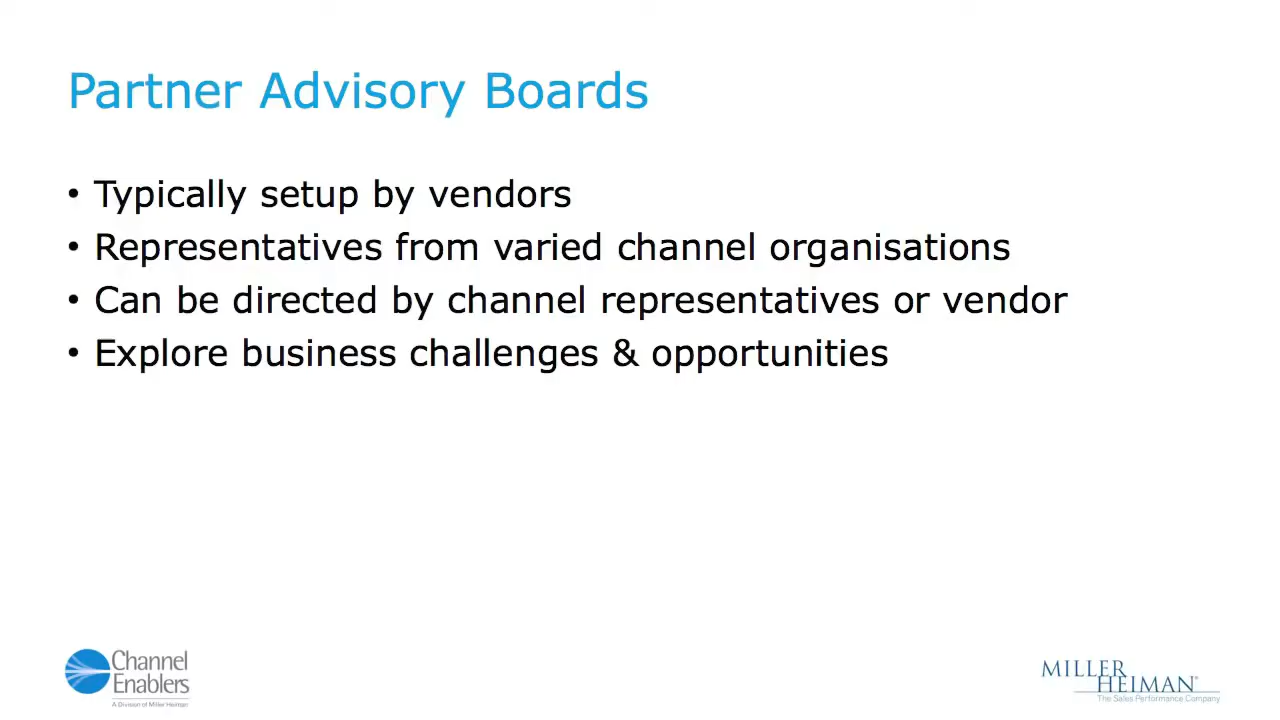 Partner Advisory Boards
• Typically setup by vendors
• Representatives from varied channel organisations
• Can be directed by channel representatives or vendor
• Explore business challenges & opportunities
Channel
Enablers
A Division of Miller Heiman
MILLER
HEIMAN®
The Sales Performance Company